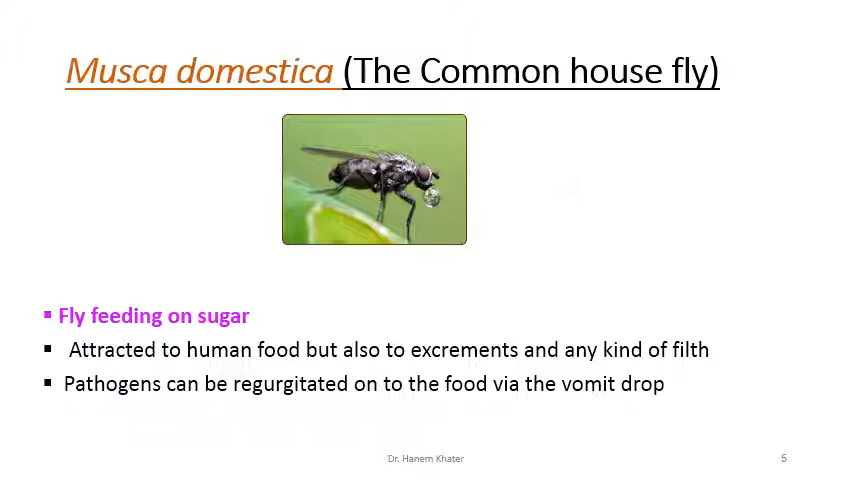 Musca domestica (The Common house fly)
▪ Fly feeding on sugar
▪ Attracted to human food but also to excrements and any kind of filth
▪ Pathogens can be regurgitated on to the food via the vomit drop
Dr. Hanem Khater
5